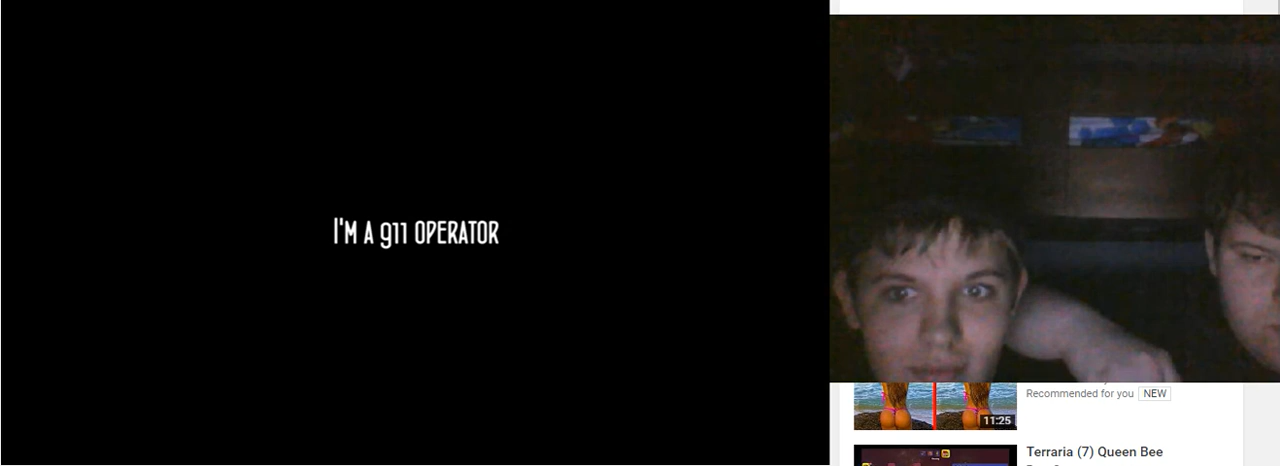 I'M A 911 OPERATOR
Recommended for you NEW
11:25
Terraria (7) Queen Bee